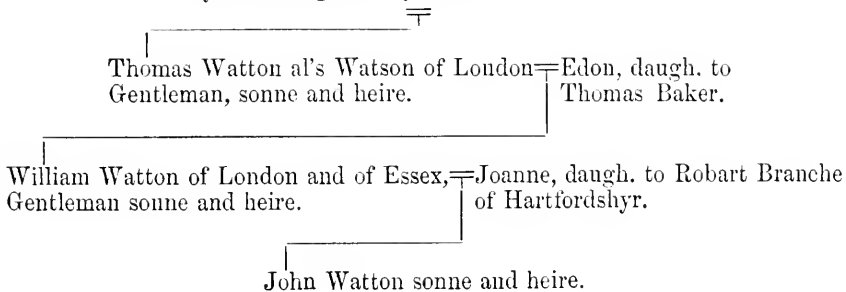 Thomas Watton al's Watson of London Edon, daugh. to
Gentleman, sonne and heire. Thomas Baker.
William Watton of London and of Essex, Joanne, daugh. to Robart Branche
Gentleman sonne and heire. of Hartfordshyr.
John Watton sonne and heire.